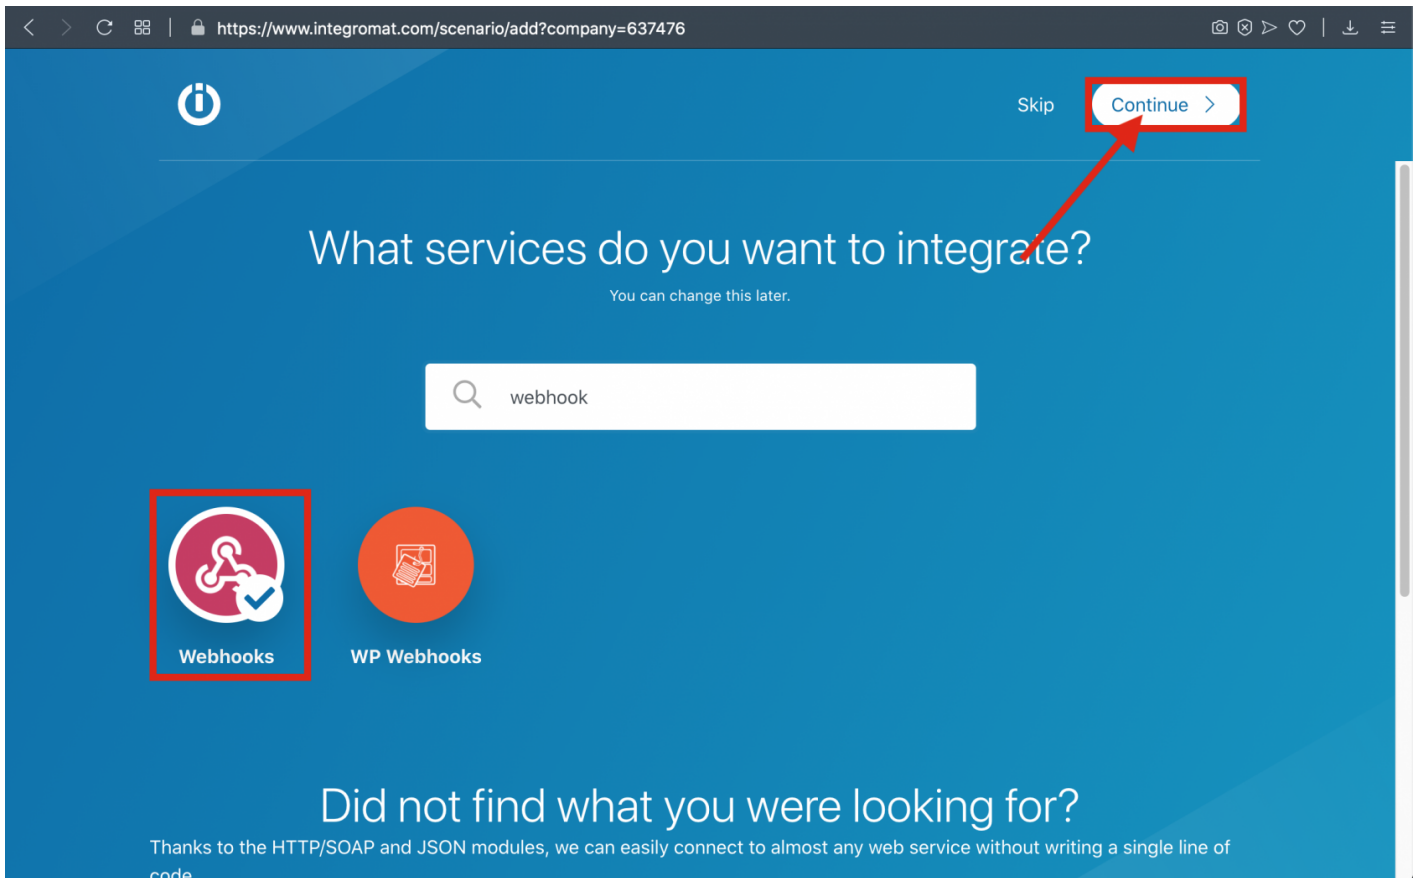 https://www.integromat.com/scenario/add?company=637476
Skip
Continue
What services do you want to integrate?
You can change this later.
webhook
Webhooks
WP Webhooks
Did not find what you were looking for?
Thanks to the HTTP/SOAP and JSON modules, we can easily connect to almost any web service without writing a single line of
code